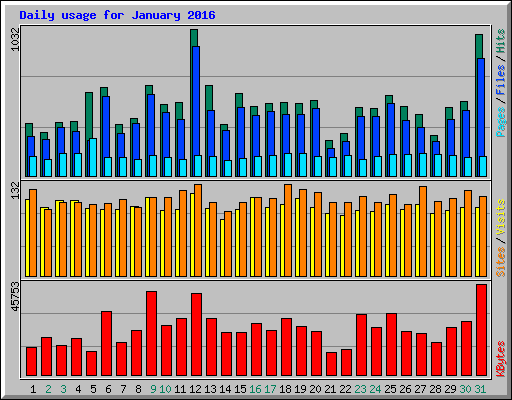 Daily usage for January 2016
1032
Pages / Files / Hits
132
Sites / Visits
45753
KBytes
1 2 3 4 5 6 7 8 9 10 11 12 13 14 15 16 17 18 19 20 21 22 23 24 25 26 27 28 29 30 31